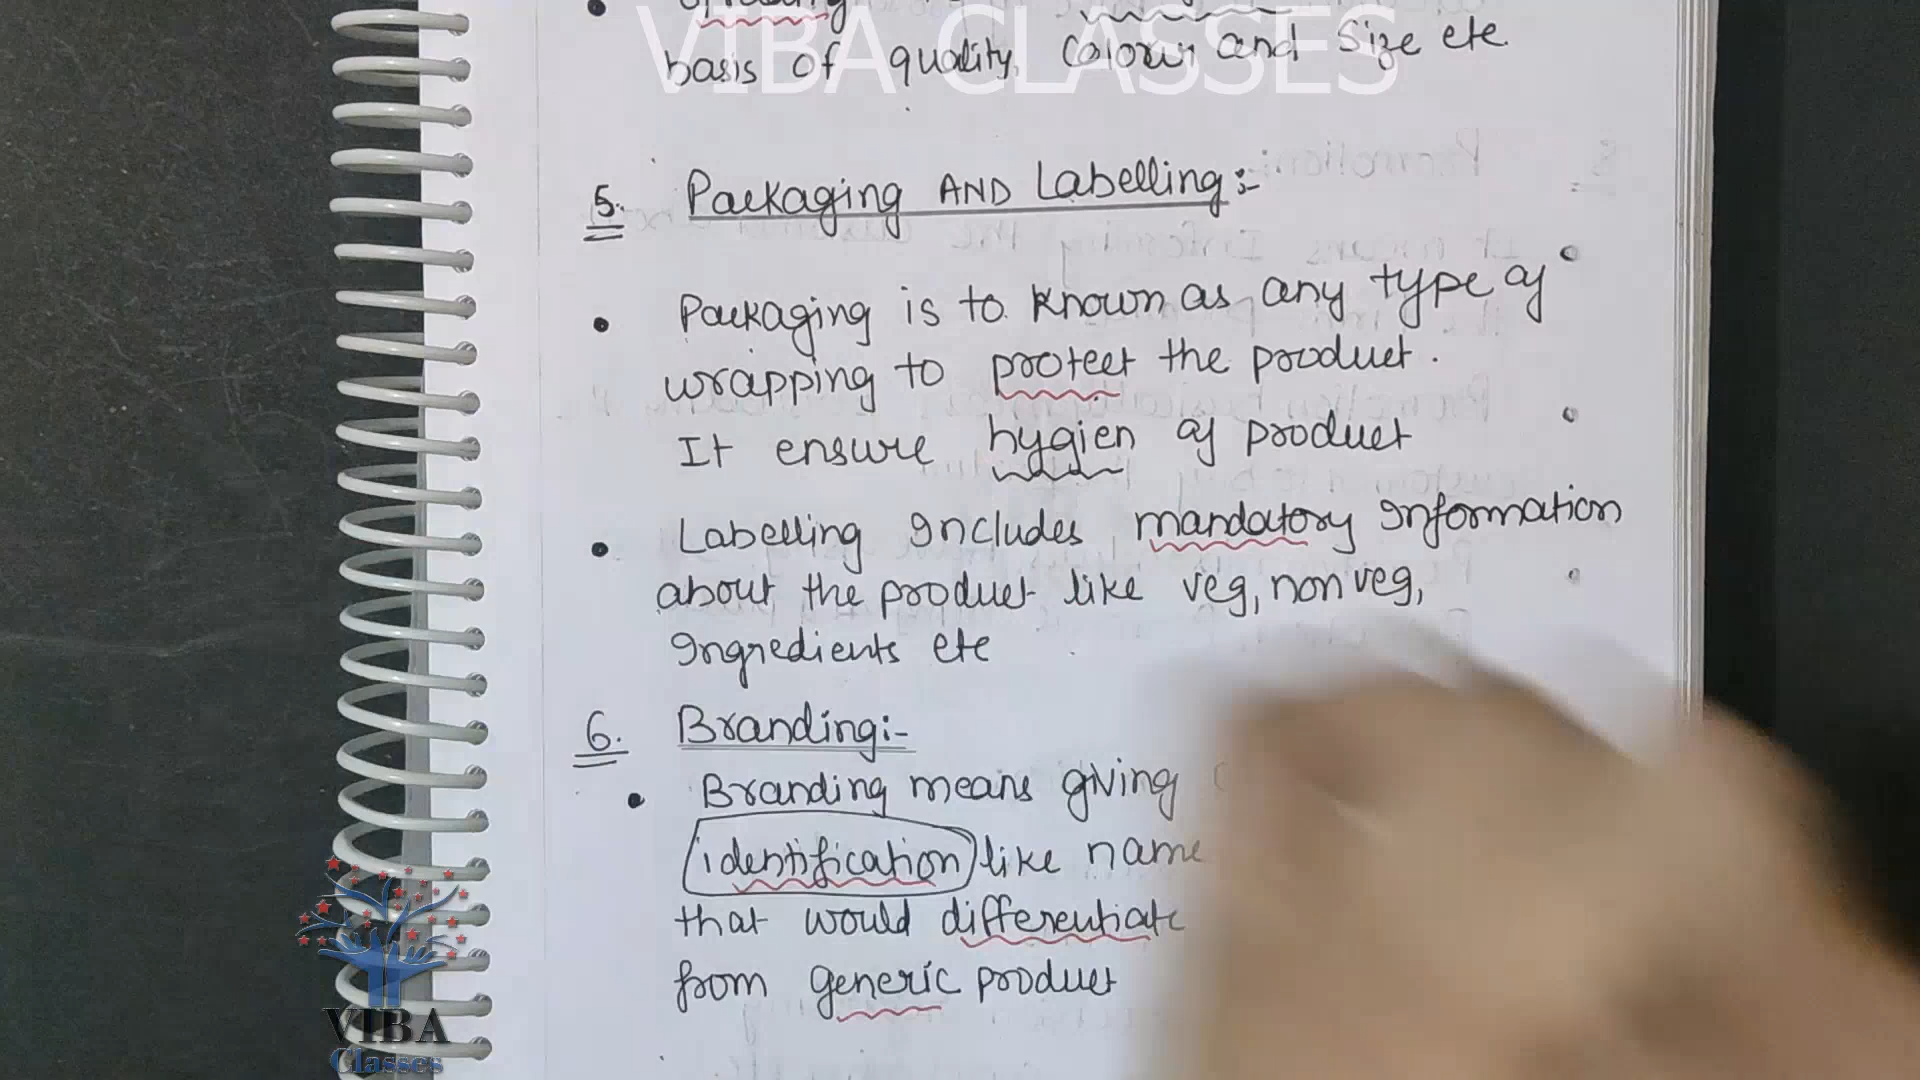 VIBA CLASSES
basis of quality, colour and size etc
5. Packaging AND Labelling:-
• Packaging is to known as any type of
wrapping to protect the product.
It ensure hygien of product
• Labelling Includes mandatory Information
about the product like veg, non veg,
Ingredients etc
6. Branding:-
• Branding means giving
identification like name
that would differentiate
from generic product
VIBA
Classes